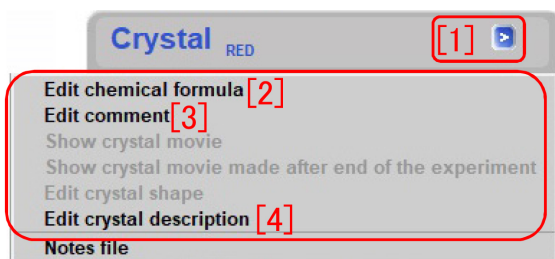 Crystal RED [1] >
Edit chemical formula [2]
Edit comment [3]
Show crystal movie
Show crystal movie made after end of the experiment
Edit crystal shape
Edit crystal description [4]
Notes file